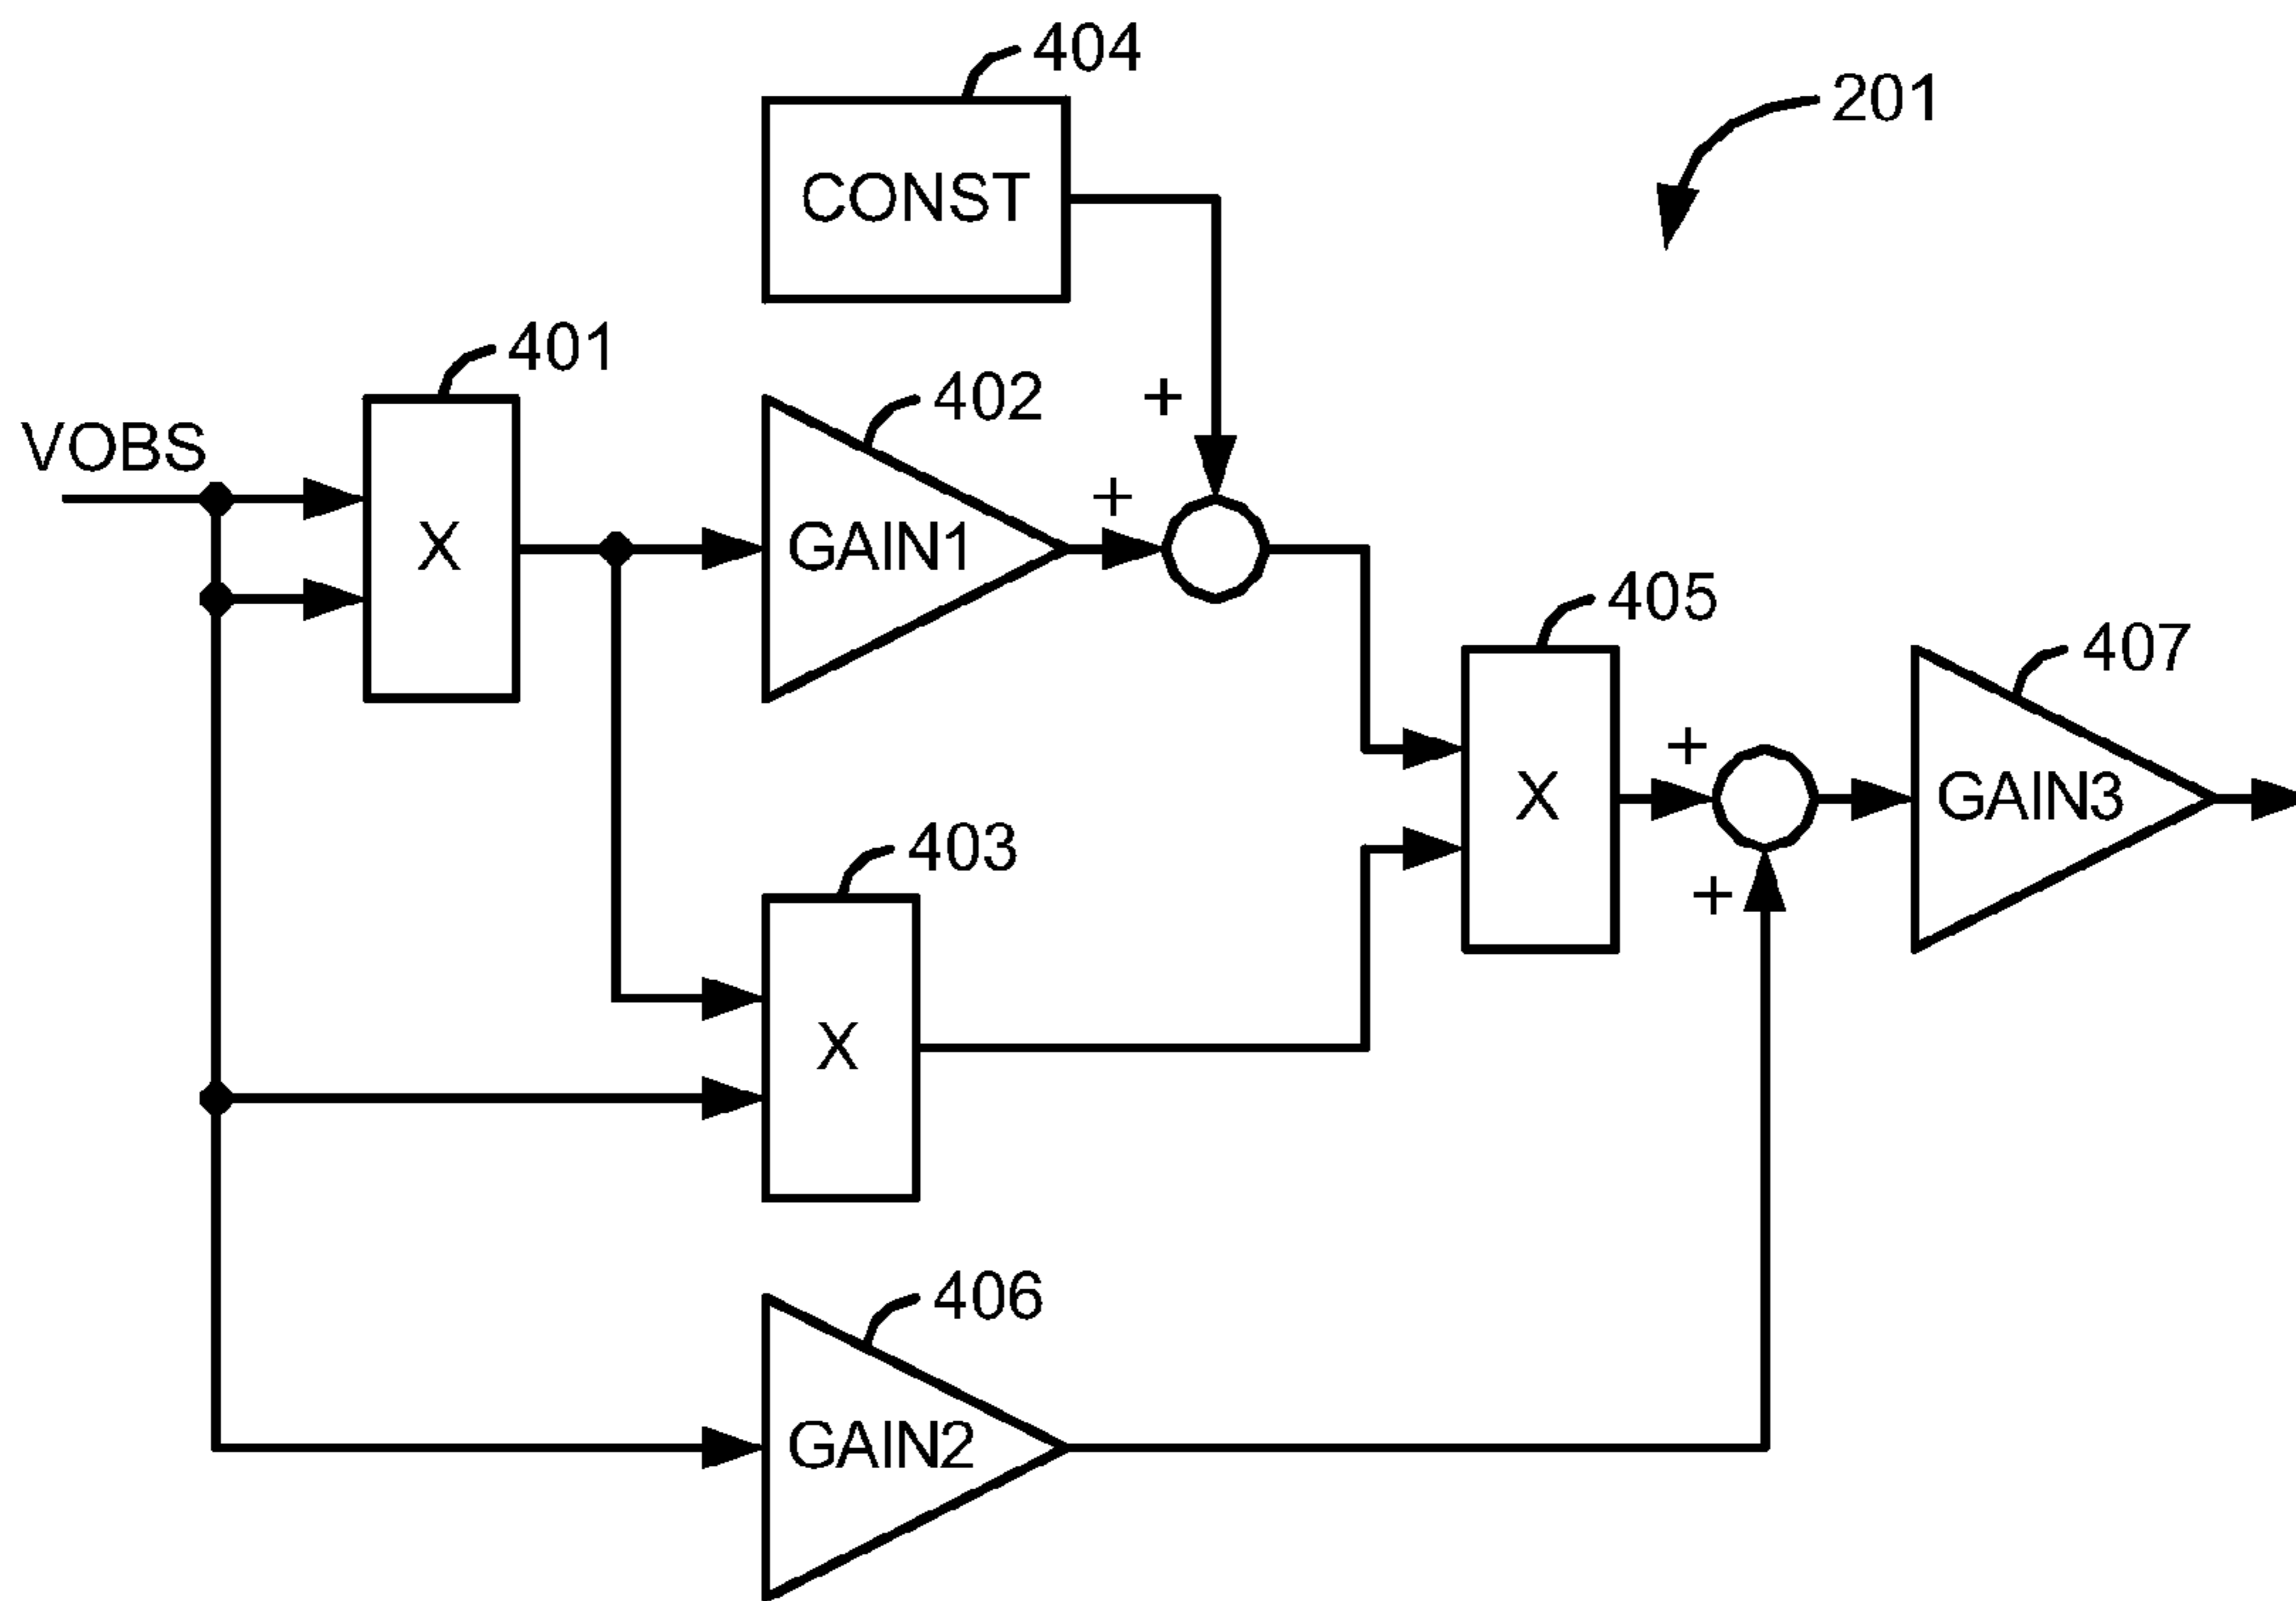 404
201
CONST
401
402
VOBS
+
+
X
GAIN1
405
407
+
X
GAIN3
403
+
X
406
GAIN2